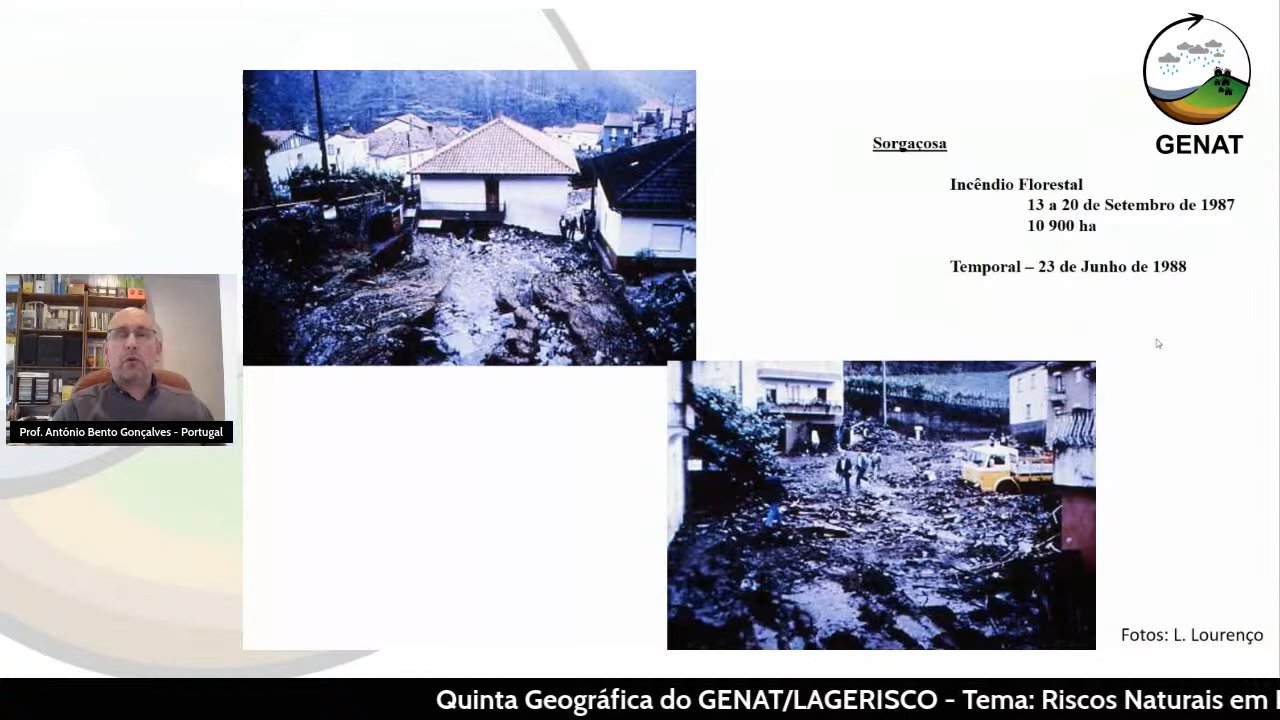 GENAT
Sorgaçosa
Incêndio Florestal
13 a 20 de Setembro de 1987
10 900 ha
Temporal – 23 de Junho de 1988
Prof. António Bento Gonçalves - Portugal
Fotos: L. Lourenço
Quinta Geográfica do GENAT/LAGERISCO - Tema: Riscos Naturais em